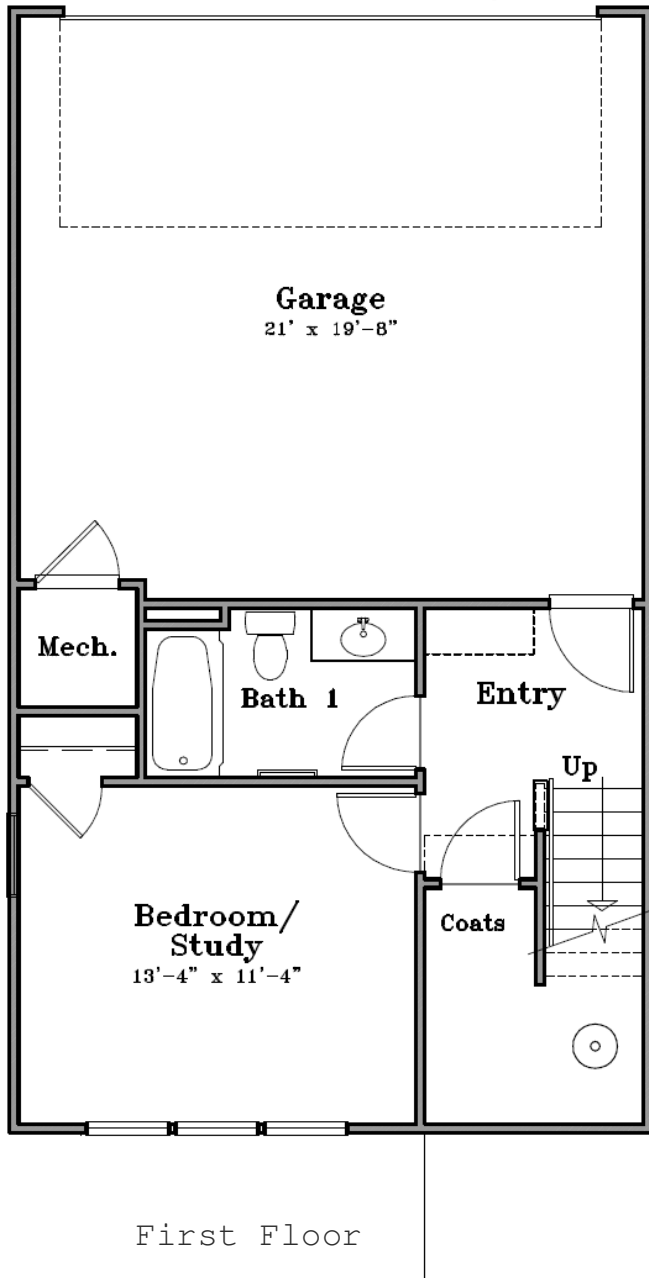 Garage
21' x 19'-8"
Mech.
Bath 1
Entry
Up
Bedroom/
Study
13'-4" x 11'-4"
Coats
First Floor